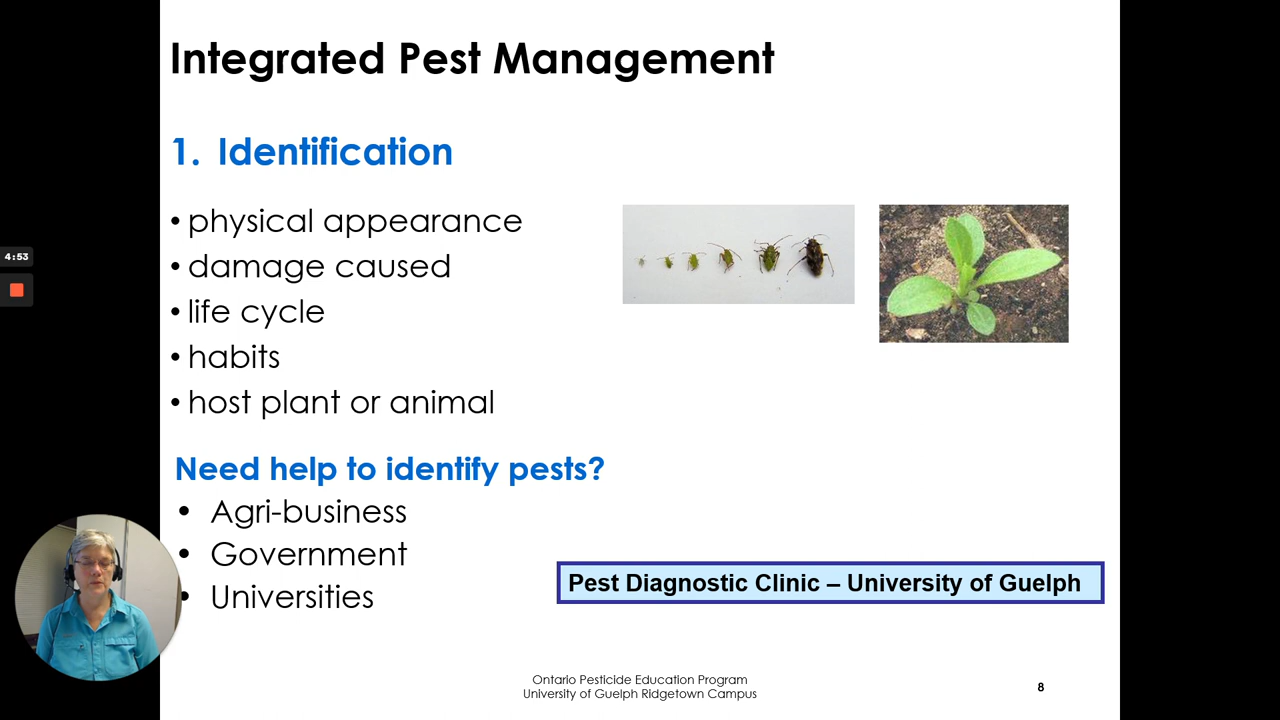 Integrated Pest Management
1. Identification
• physical appearance
• damage caused
• life cycle
• habits
• host plant or animal
4:53
Need help to identify pests?
• Agri-business
• Government
• Universities
Pest Diagnostic Clinic – University of Guelph
Ontario Pesticide Education Program
University of Guelph Ridgetown Campus
8